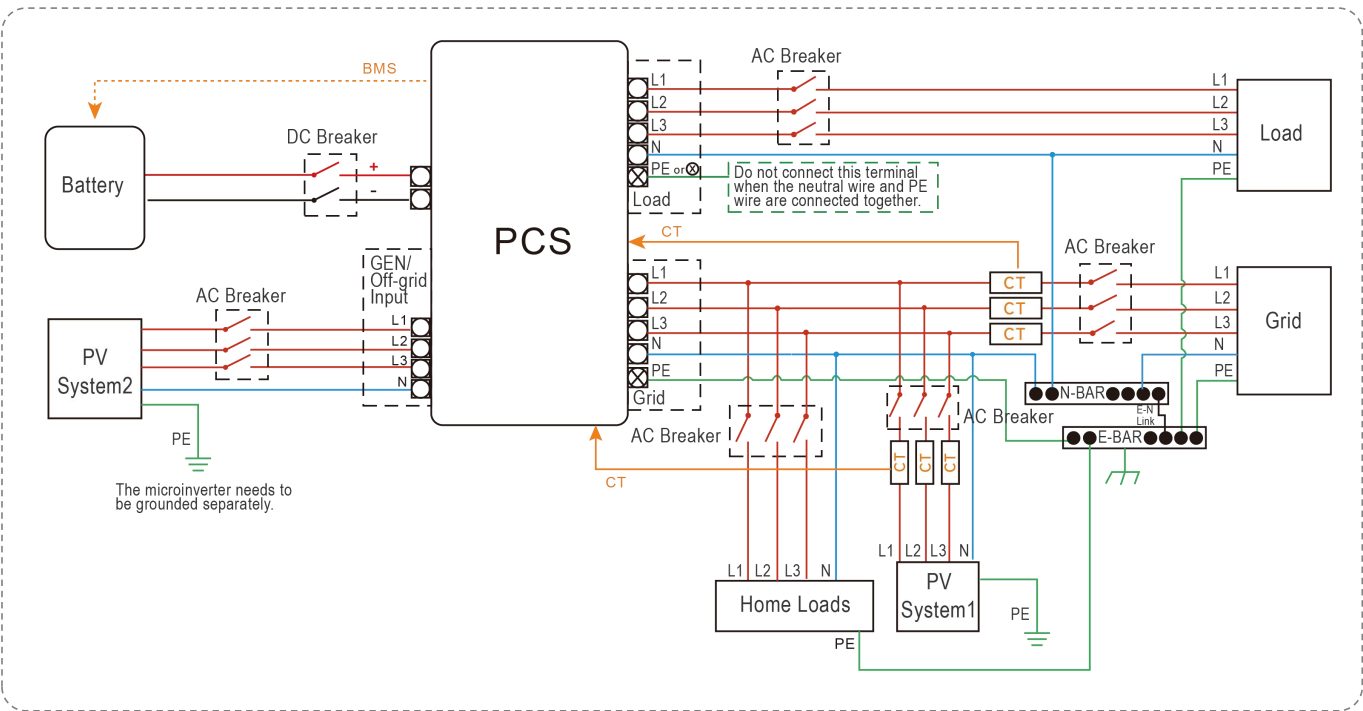 BMS
AC Breaker
L1
L2
L3
N
PE or
Load
L1
L2
L3
N
PE
Load
Do not connect this terminal
when the neutral wire and PE
wire are connected together.
DC Breaker
+
-
Battery
PCS
CT
AC Breaker
GEN/
Off-grid
Input
L1
L2
L3
N
AC Breaker
PV
System2
PE
The microinverter needs to
be grounded separately.
L1
L2
L3
N
PE
Grid
CT
CT
CT
L1
L2
L3
N
PE
Grid
N-BAR
E-N
Link
E-BAR
AC Breaker
AC Breaker
CT
CT
CT
CT
L1 L2 L3 N
Home Loads
PE
L1 L2 L3 N
PV
System1
PE